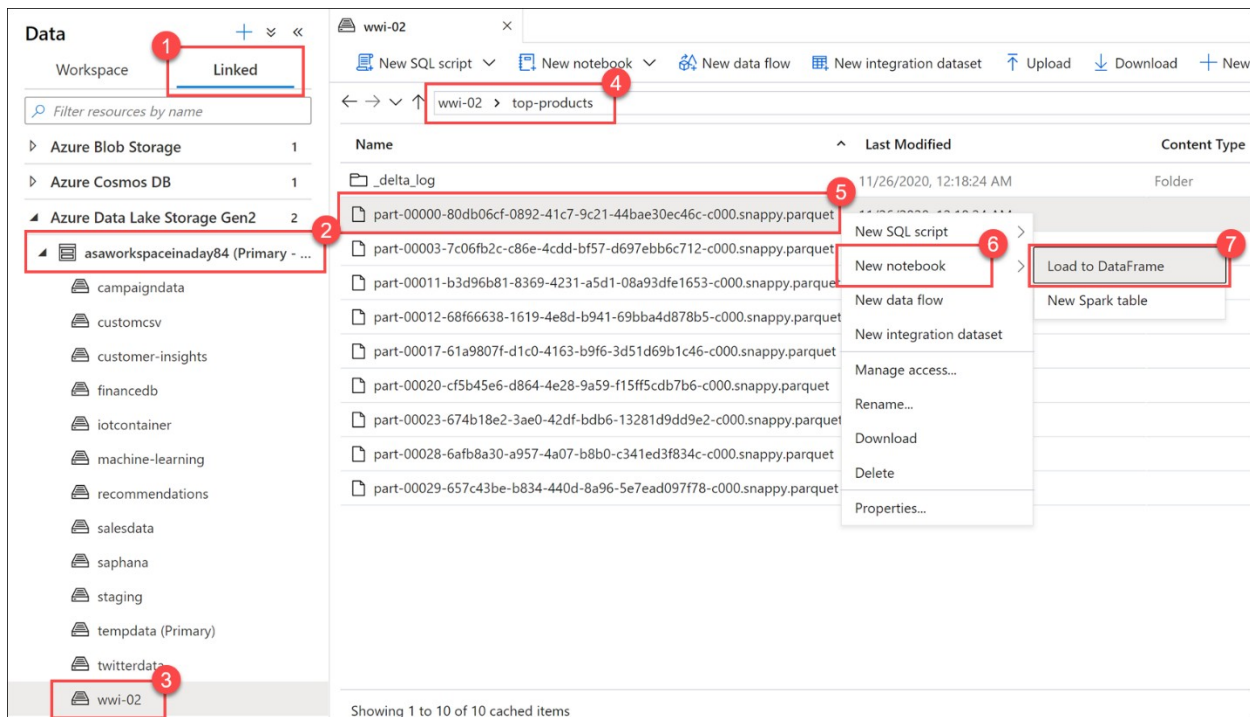 Data
1
Workspace
Linked
Filter resources by name
Azure Blob Storage 1
Azure Cosmos DB 1
Azure Data Lake Storage Gen2 2
2
asaworkspaceinaday84 (Primary - ...
campaigndata
customcsv
customer-insights
financedb
iotcontainer
machine-learning
recommendations
salesdata
saphana
staging
tempdata (Primary)
twitterdata
3
wwi-02
wwi-02
New SQL script
New notebook
New data flow
New integration dataset
Upload
Download
New
4
wwi-02 > top-products
Name Last Modified Content Type
_delta_log 11/26/2020, 12:18:24 AM Folder
5
part-00000-80db06cf-0892-41c7-9c21-44bae30ec46c-c000.snappy.parquet
part-00003-7c06fb2c-c86e-4cdd-bf57-d697ebb6c712-c000.snappy.parquet
part-00011-b3d96b81-8369-4231-a5d1-08a93dfe1653-c000.snappy.parquet
part-00012-68f66638-1619-4e8d-b941-69bba4d878b5-c000.snappy.parquet
part-00017-61a9807f-d1c0-4163-b9f6-3d51d69b1c46-c000.snappy.parquet
part-00020-cf5b45e6-d864-4e28-9a59-f15ff5cdb7b6-c000.snappy.parquet
part-00023-674b18e2-3ae0-42df-bdb6-13281d9dd9e2-c000.snappy.parquet
part-00028-6afb8a30-a957-4a07-b8b0-c341ed3f834c-c000.snappy.parquet
part-00029-657c43be-b834-440d-8a96-5e7ead097f78-c000.snappy.parquet
New SQL script
6
New notebook
New data flow
New integration dataset
Manage access...
Rename...
Download
Delete
Properties...
7
Load to DataFrame
New Spark table
Showing 1 to 10 of 10 cached items